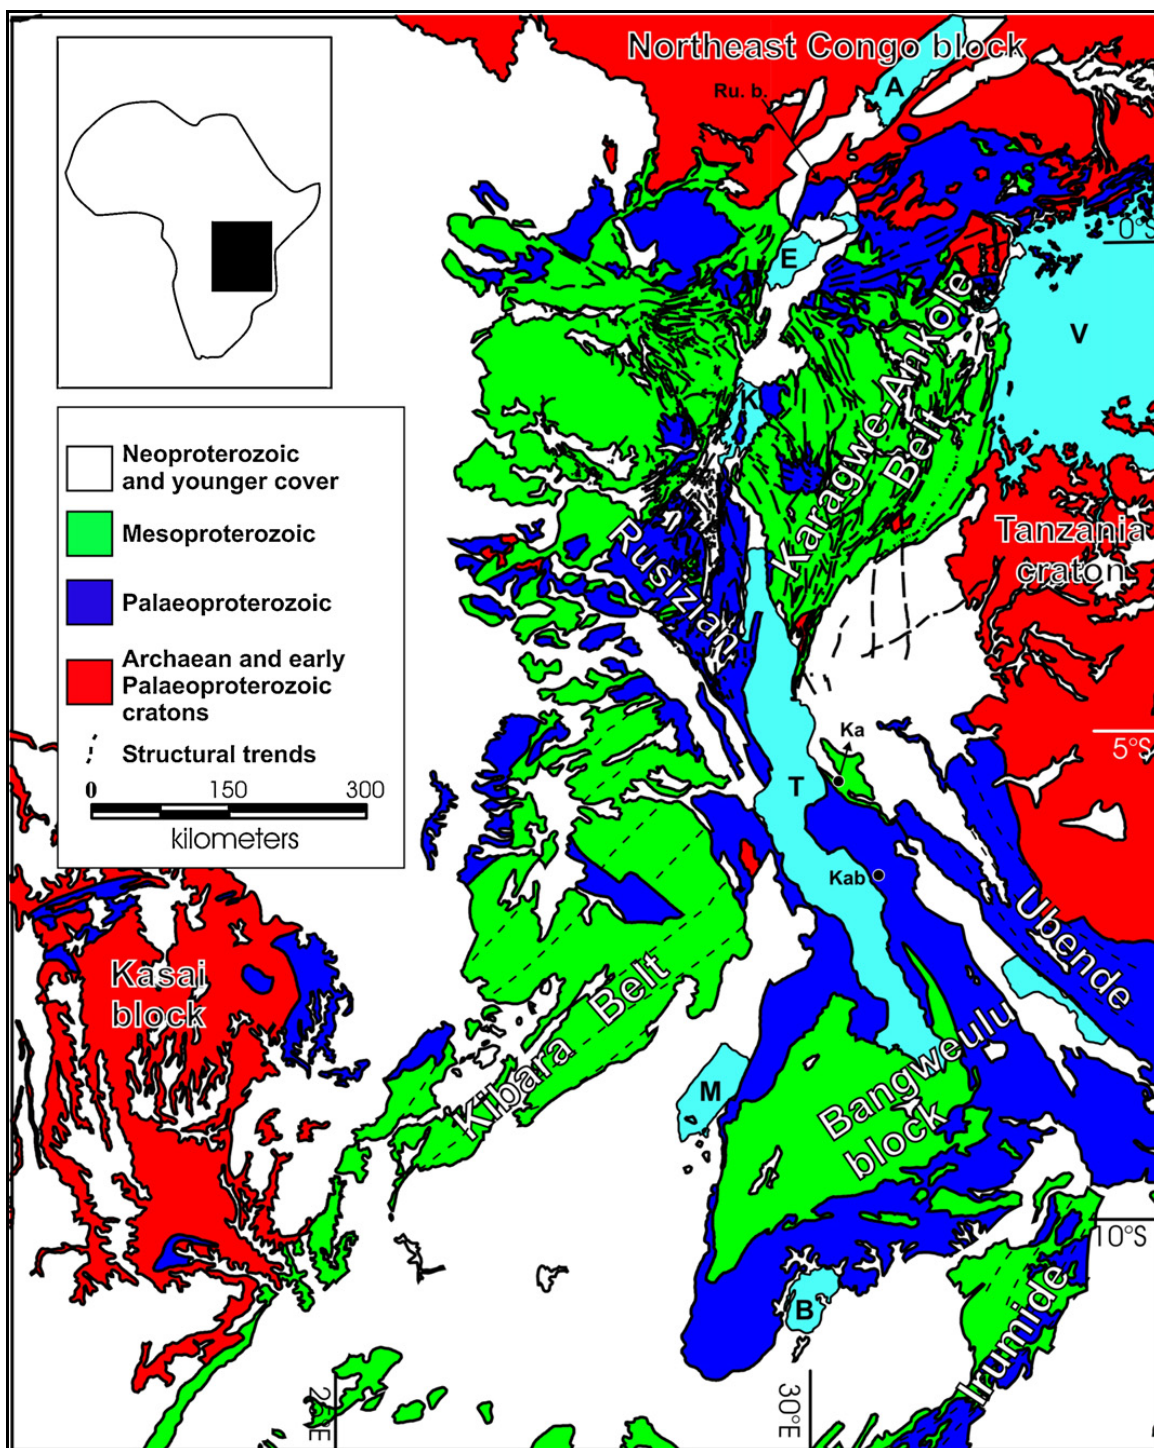 Northeast Congo block
A
Ru. b.
0°S
E
V
K
Karagwe-Ankole
Belt
Neoproterozoic
and younger cover
Mesoproterozoic
Palaeoproterozoic
Archaean and early
Palaeoproterozoic
cratons
Structural trends
0 150 300
kilometers
Rusizian
Tanzania
craton
Ka
5°S
T
Kab
Ubende
Kasai
block
Kibara Belt
M
Bangweulu
block
10°S
B
Irumide
30°E